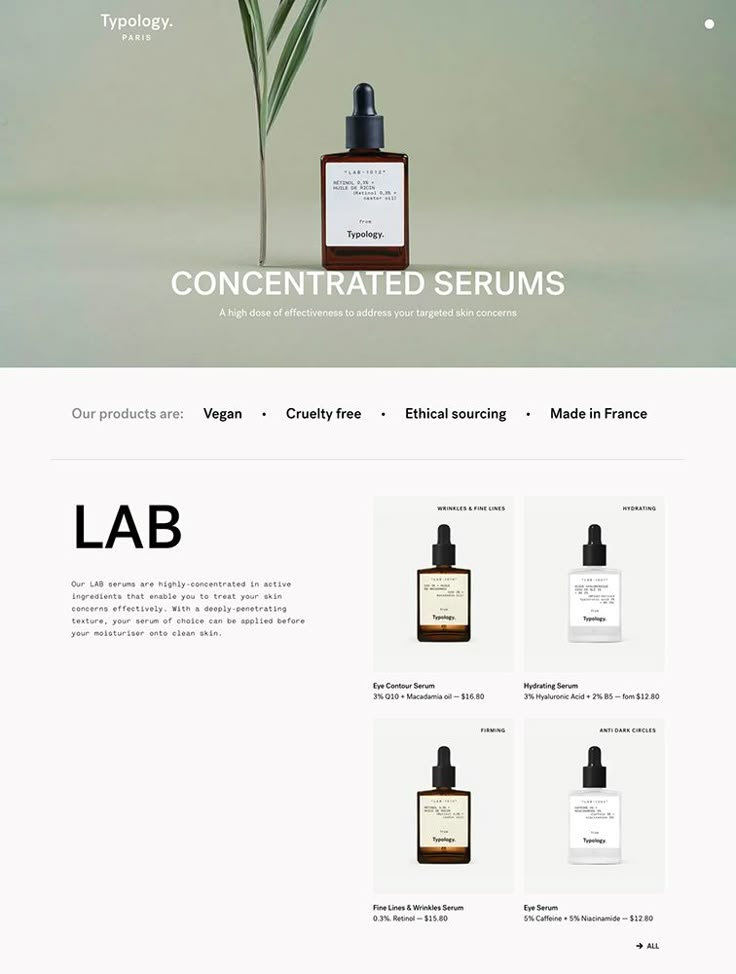 Typology.
PARIS
"LAB-1012"
RÉTINOL 0,3% +
HUILE DE RICIN
(Retinol 0,3% +
castor oil)
from
Typology.
CONCENTRATED SERUMS
A high dose of effectiveness to address your targeted skin concerns
Our products are: Vegan • Cruelty free • Ethical sourcing • Made in France
LAB
Our LAB serums are highly-concentrated in active
ingredients that enable you to treat your skin
concerns effectively. With a deeply-penetrating
texture, your serum of choice can be applied before
your moisturiser onto clean skin.
WRINKLES & FINE LINES
from
Typology.
Eye Contour Serum
3% Q10 + Macadamia oil — $16.80
HYDRATING
from
Typology.
Hydrating Serum
3% Hyaluronic Acid + 2% B5 — fom $12.80
FIRMING
from
Typology.
Fine Lines & Wrinkles Serum
0.3%. Retinol — $15.80
ANTI DARK CIRCLES
from
Typology.
Eye Serum
5% Caffeine + 5% Niacinamide — $12.80
→ ALL